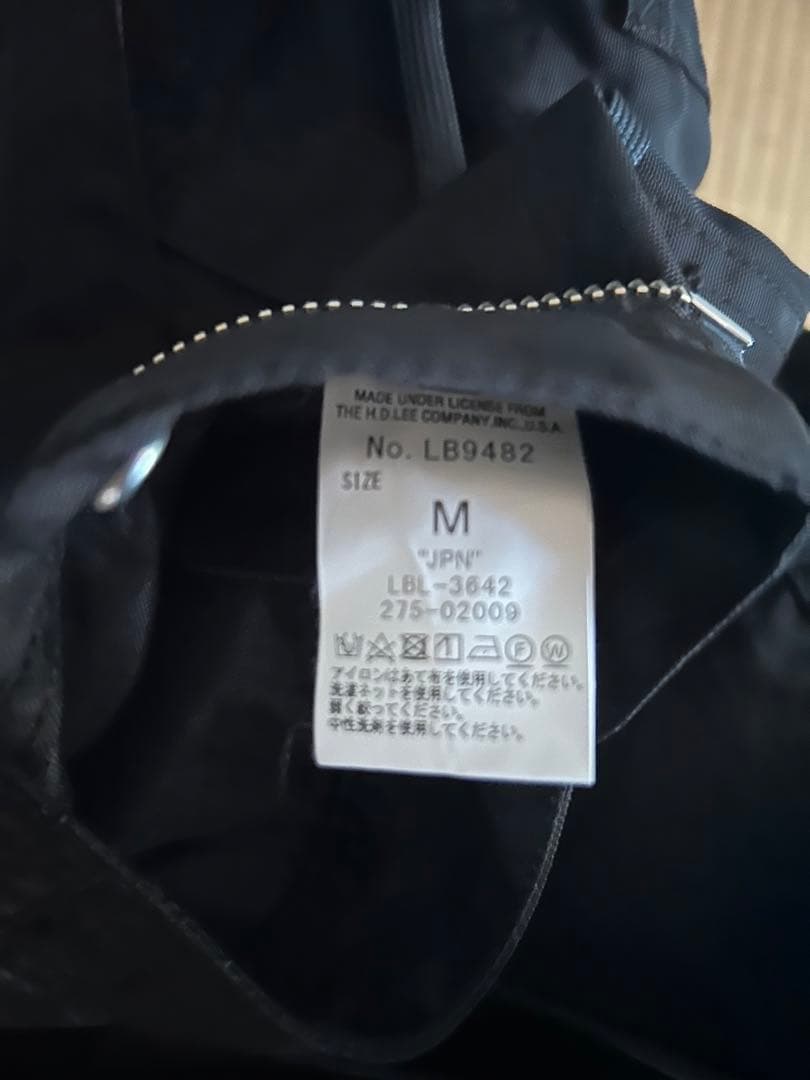 MADE UNDER LICENSE FROM
THE H.D.LEE COMPANY,INC.,U.S.A.
No. LB9482
SIZE
M
"JPN"
LBL-3642
275-02009
F W
アイロンはあて布を使用してください。
洗濯ネットを使用してください。
弱く絞ってください。
中性洗剤を使用してください。